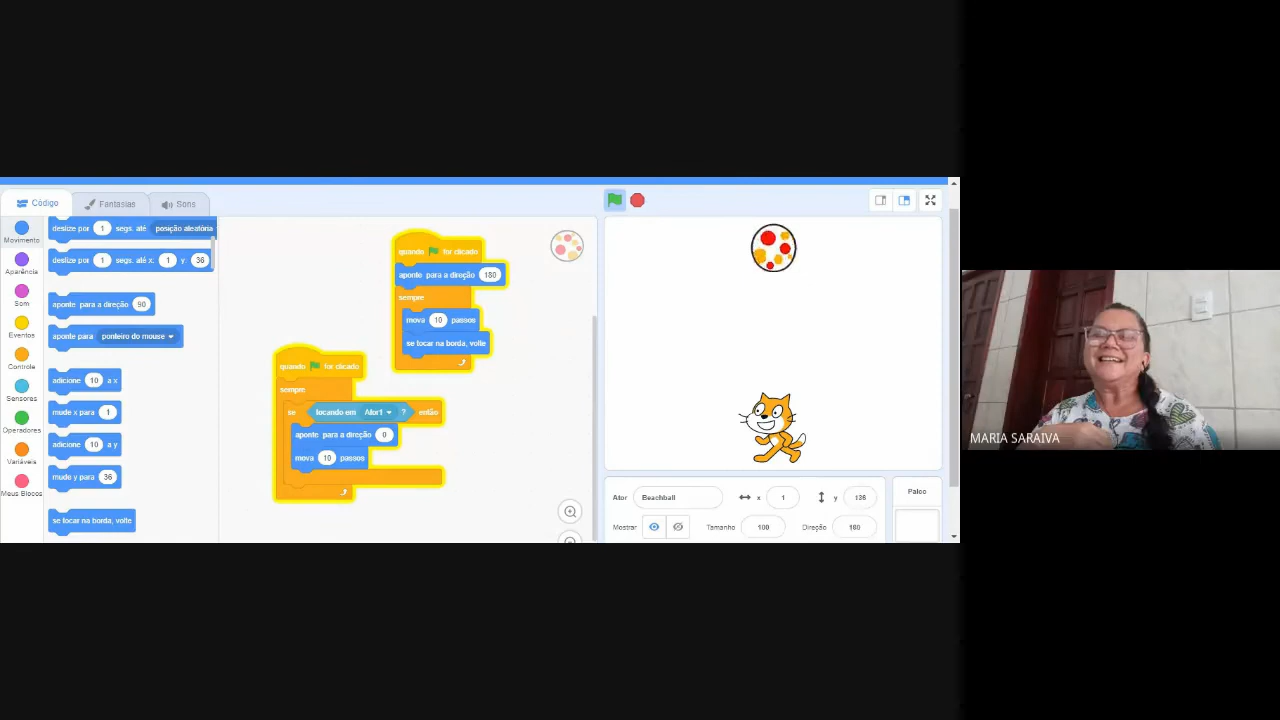 Código
Fantasias
Sons
Movimento
Aparência
Som
Eventos
Controle
Sensores
Operadores
Variáveis
Meus Blocos
deslize por 1 segs. até posição aleatória
deslize por 1 segs. até x: 1 y: 36
aponte para a direção 90
aponte para ponteiro do mouse
adicione 10 a x
mude x para 1
adicione 10 a y
mude y para 36
se tocar na borda, volte
quando for clicado
aponte para a direção 180
sempre
mova 10 passos
se tocar na borda, volte
quando for clicado
sempre
se tocando em Ator1 ? então
aponte para a direção 0
mova 10 passos
Ator Beachball x 1 y 136
Mostrar Tamanho 100 Direção 180
Palco
MARIA SARAIVA